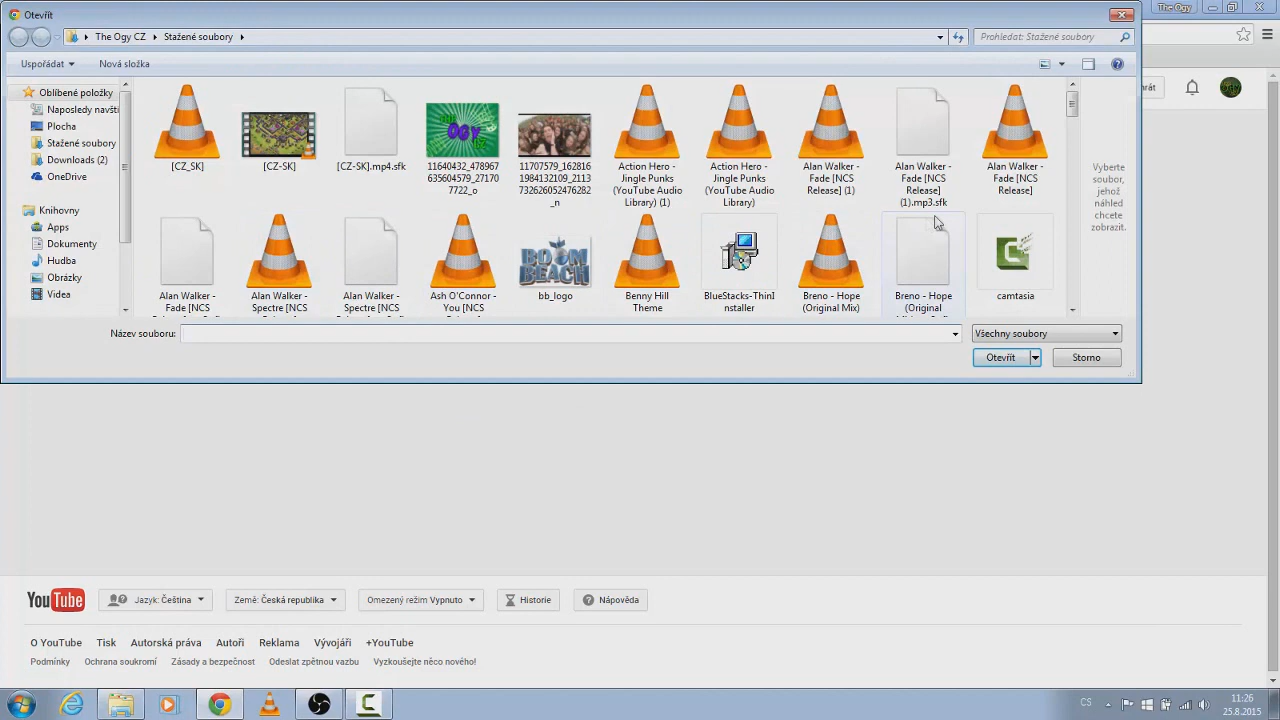 Otevřít
The Ogy
The Ogy CZ
Stažené soubory
Prohledat: Stažené soubory
Uspořádat
Nová složka
Oblíbené položky
Naposledy navšti
Plocha
Stažené soubory
Downloads (2)
OneDrive
Knihovny
Apps
Dokumenty
Hudba
Obrázky
Videa
[CZ_SK]
[CZ-SK]
[CZ-SK].mp4.sfk
11640432_478967
635604579_27170
7722_o
11707579_162816
1984132109_2113
732626052476282
_n
Action Hero -
Jingle Punks
(YouTube Audio
Library) (1)
Action Hero -
Jingle Punks
(YouTube Audio
Library)
Alan Walker -
Fade [NCS
Release] (1)
Alan Walker -
Fade [NCS
Release]
(1).mp3.sfk
Alan Walker -
Fade [NCS
Release]
Alan Walker -
Fade [NCS
Alan Walker -
Spectre [NCS
Alan Walker -
Spectre [NCS
Ash O'Connor -
You [NCS
bb_logo
Benny Hill
Theme
BlueStacks-ThinI
nstaller
Breno - Hope
(Original Mix)
Breno - Hope
(Original
camtasia
Vyberte
soubor,
jehož
náhled
chcete
zobrazit.
Název souboru:
Všechny soubory
Otevřít
Storno
hrát
YouTube
Jazyk: Čeština
Země: Česká republika
Omezený režim Vypnuto
Historie
Nápověda
O YouTube
Tisk
Autorská práva
Autoři
Reklama
Vývojáři
+YouTube
Podmínky
Ochrana soukromí
Zásady a bezpečnost
Odeslat zpětnou vazbu
Vyzkoušejte něco nového!
CS
11:26
25.8.2015